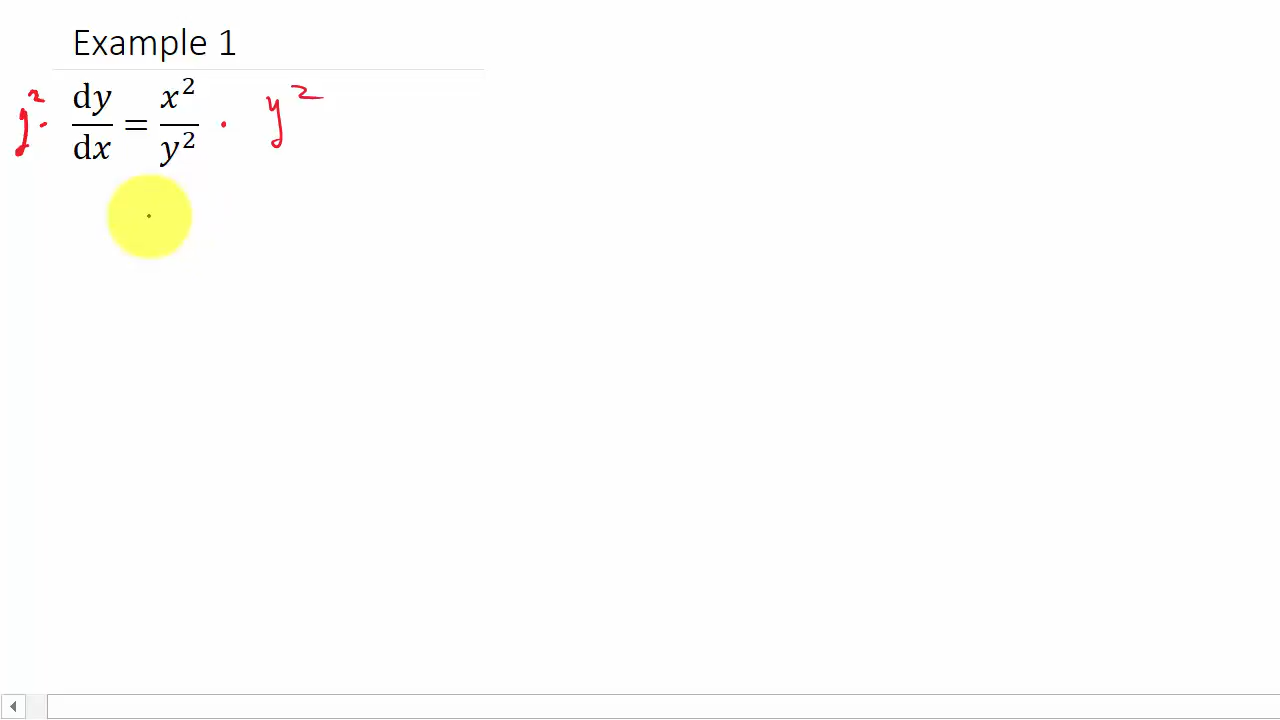 Example 1
y² · dy/dx = x²/y² · y²